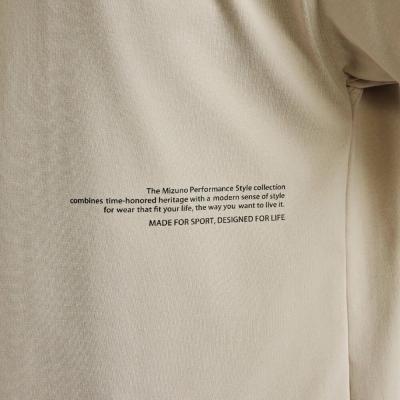 The Mizuno Performance Style collection
combines time-honored heritage with a modern sense of style
for wear that fit your life, the way you want to live it.
MADE FOR SPORT, DESIGNED FOR LIFE